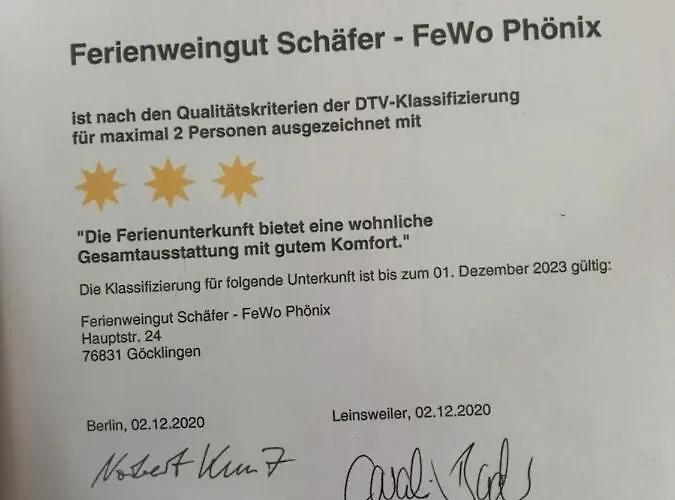 Ferienweingut Schäfer - FeWo Phönix
ist nach den Qualitätskriterien der DTV-Klassifizierung
für maximal 2 Personen ausgezeichnet mit
"Die Ferienunterkunft bietet eine wohnliche
Gesamtausstattung mit gutem Komfort."
Die Klassifizierung für folgende Unterkunft ist bis zum 01. Dezember 2023 gültig:
Ferienweingut Schäfer - FeWo Phönix
Hauptstr. 24
76831 Göcklingen
Berlin, 02.12.2020
Leinsweiler, 02.12.2020
Norbert Kunz